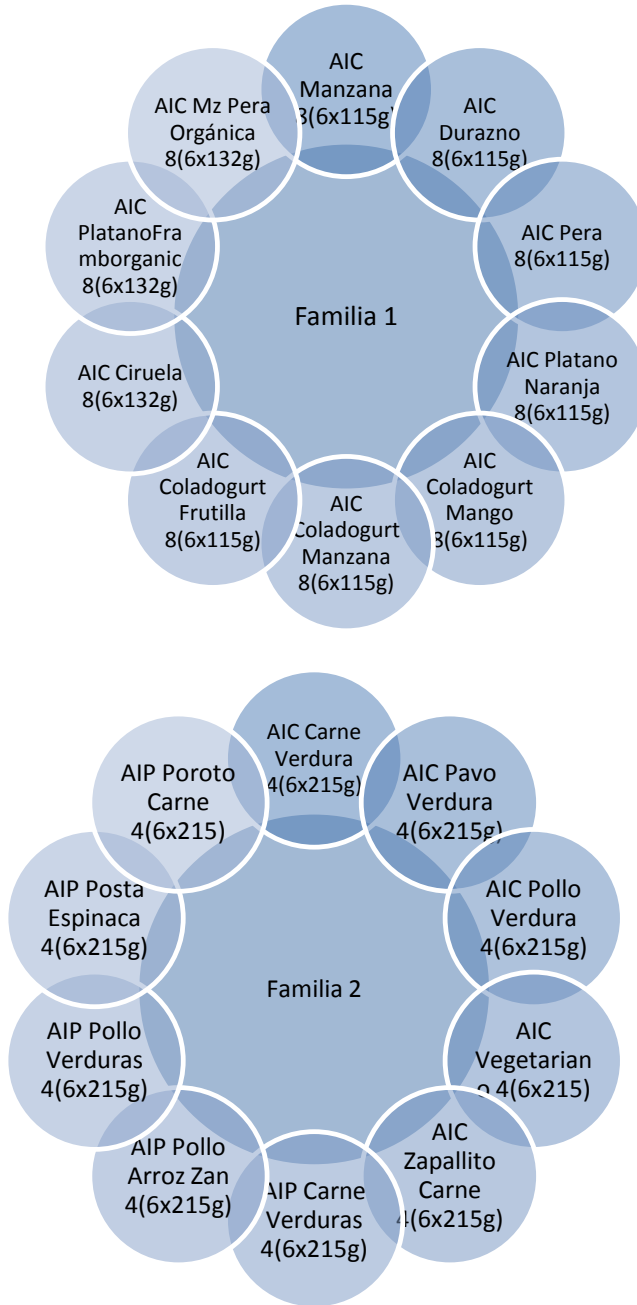 AIC
Manzana
8(6x115g)
AIC
Durazno
8(6x115g)
AIC Pera
8(6x115g)
AIC Platano
Naranja
8(6x115g)
AIC
Coladogurt
Mango
8(6x115g)
AIC
Coladogurt
Manzana
8(6x115g)
AIC
Coladogurt
Frutilla
8(6x115g)
AIC Ciruela
8(6x132g)
AIC
PlatanoFra
mborganic
8(6x132g)
AIC Mz Pera
Orgánica
8(6x132g)
Familia 1
AIC Carne
Verdura
4(6x215g)
AIC Pavo
Verdura
4(6x215g)
AIC Pollo
Verdura
4(6x215g)
AIC
Vegetarian
o 4(6x215)
AIC
Zapallito
Carne
4(6x215g)
AIP Carne
Verduras
4(6x215g)
AIP Pollo
Arroz Zan
4(6x215g)
AIP Pollo
Verduras
4(6x215g)
AIP Posta
Espinaca
4(6x215g)
AIP Poroto
Carne
4(6x215)
Familia 2